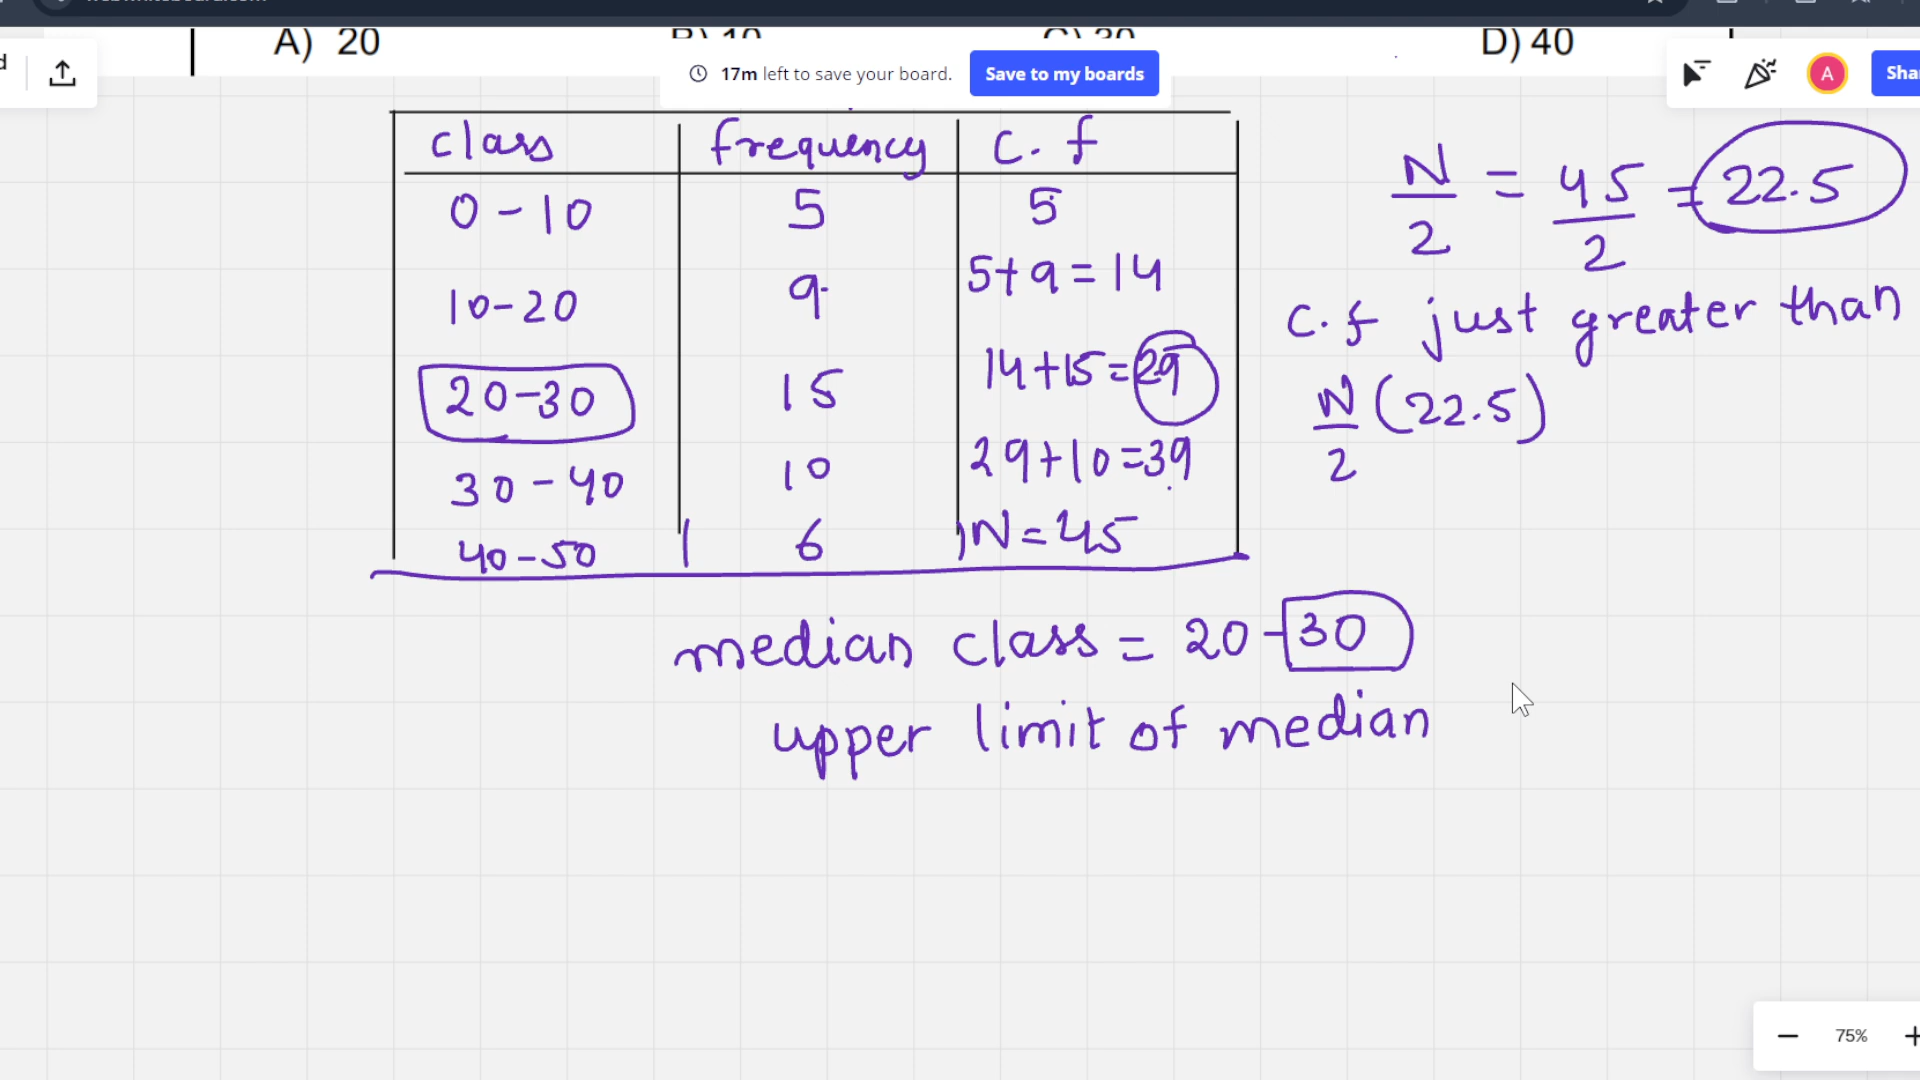 A) 20 D) 40
17m left to save your board. Save to my boards
A
class frequency c.f
0-10 5 5
10-20 9 5+9=14
20-30 15 14+15=29
30-40 10 29+10=39
40-50 6 N=45
N/2 = 45/2 = 22.5
c.f just greater than
N/2 (22.5)
median class = 20-30
upper limit of median
75%